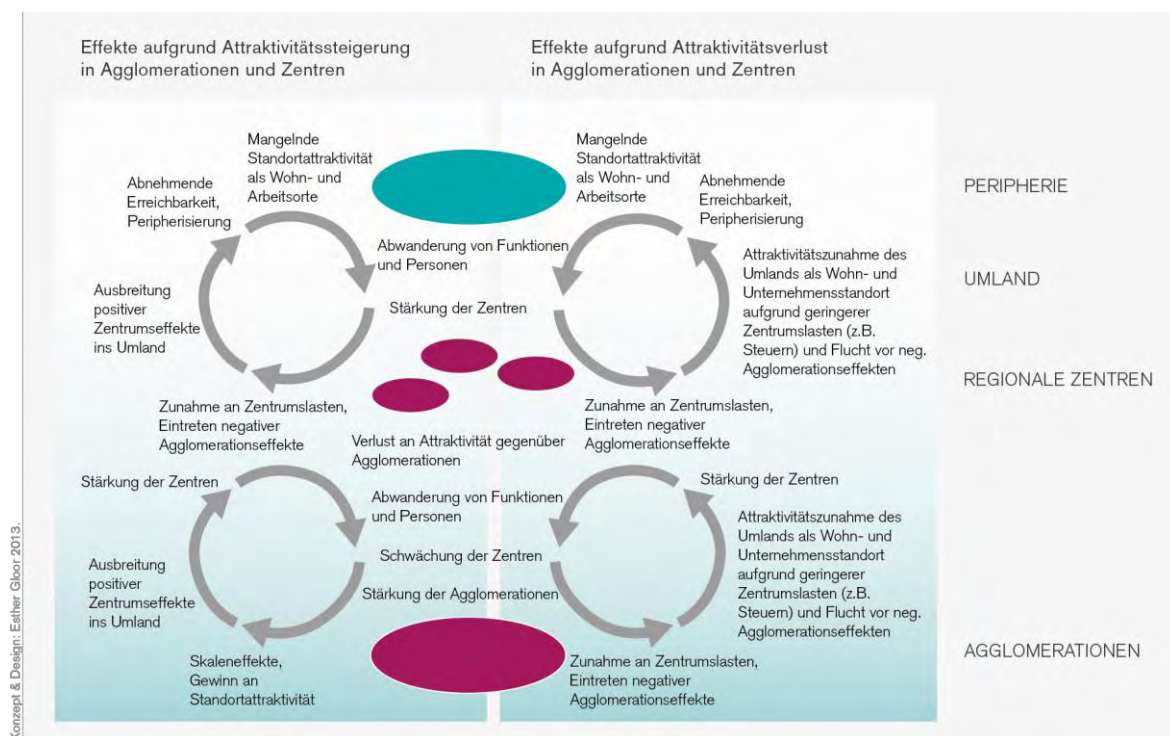 Effekte aufgrund Attraktivitätssteigerung
in Agglomerationen und Zentren
Effekte aufgrund Attraktivitätsverlust
in Agglomerationen und Zentren
Mangelnde
Standortattraktivität
als Wohn- und
Arbeitsorte
Abnehmende
Erreichbarkeit,
Peripherisierung
Ausbreitung
positiver
Zentrumseffekte
ins Umland
Zunahme an Zentrumslasten,
Eintreten negativer
Agglomerationseffekte
Abwanderung von Funktionen
und Personen
Stärkung der Zentren
Mangelnde
Standortattraktivität
als Wohn- und
Arbeitsorte
Abnehmende
Erreichbarkeit,
Peripherisierung
Attraktivitätszunahme des
Umlands als Wohn- und
Unternehmensstandort
aufgrund geringerer
Zentrumslasten (z.B.
Steuern) und Flucht vor neg.
Agglomerationseffekten
Zunahme an Zentrumslasten,
Eintreten negativer
Agglomerationseffekte
Verlust an Attraktivität gegenüber
Agglomerationen
Stärkung der Zentren
Abwanderung von Funktionen
und Personen
Schwächung der Zentren
Stärkung der Agglomerationen
Ausbreitung
positiver
Zentrumseffekte
ins Umland
Skaleneffekte,
Gewinn an
Standortattraktivität
Stärkung der Zentren
Attraktivitätszunahme des
Umlands als Wohn- und
Unternehmensstandort
aufgrund geringerer
Zentrumslasten (z.B.
Steuern) und Flucht vor neg.
Agglomerationseffekten
Zunahme an Zentrumslasten,
Eintreten negativer
Agglomerationseffekte
PERIPHERIE
UMLAND
REGIONALE ZENTREN
AGGLOMERATIONEN
Konzept & Design: Esther Gloor 2013.